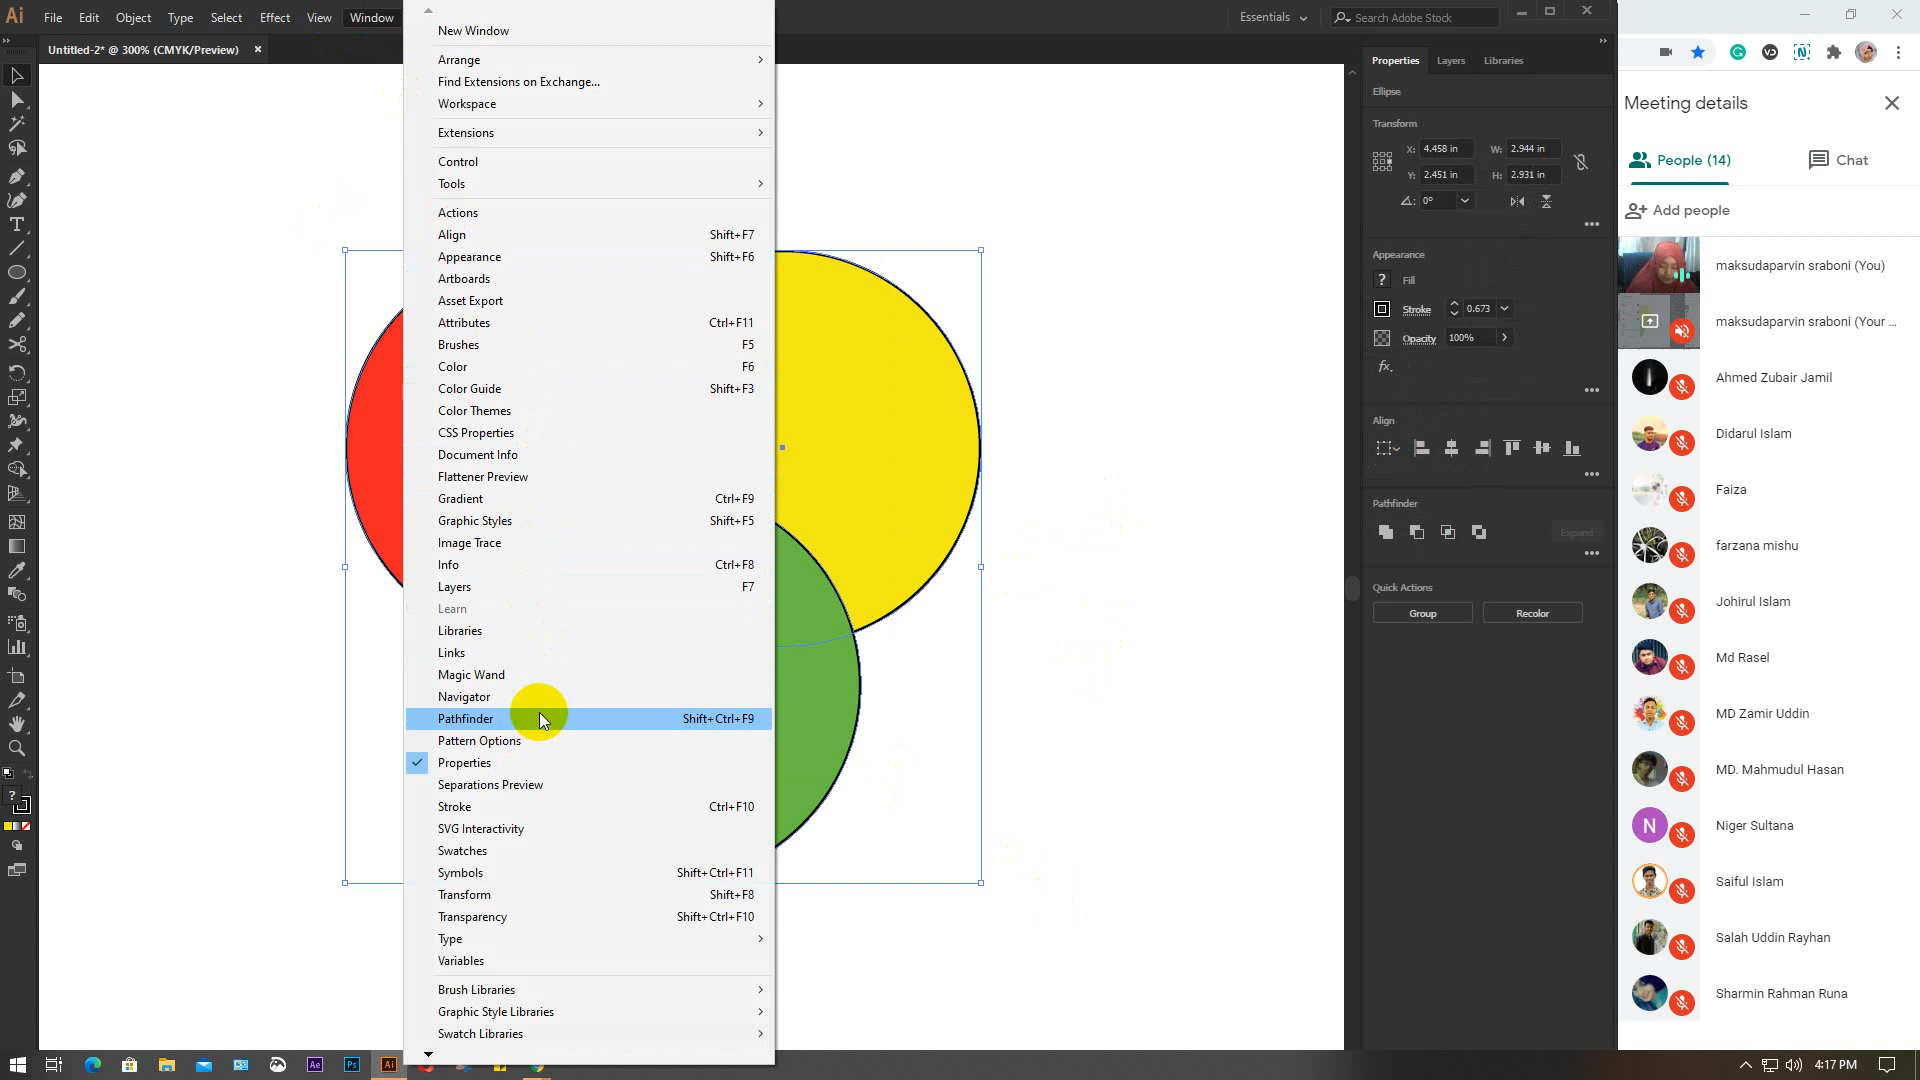 Ai File Edit Object Type Select Effect View Window Essentials Search Adobe Stock
Untitled-2* @ 300% (CMYK/Preview) ×
New Window
Arrange
Find Extensions on Exchange...
Workspace
Extensions
Control
Tools
Actions
Align Shift+F7
Appearance Shift+F6
Artboards
Asset Export
Attributes Ctrl+F11
Brushes F5
Color F6
Color Guide Shift+F3
Color Themes
CSS Properties
Document Info
Flattener Preview
Gradient Ctrl+F9
Graphic Styles Shift+F5
Image Trace
Info Ctrl+F8
Layers F7
Learn
Libraries
Links
Magic Wand
Navigator
Pathfinder Shift+Ctrl+F9
Pattern Options
Properties
Separations Preview
Stroke Ctrl+F10
SVG Interactivity
Swatches
Symbols Shift+Ctrl+F11
Transform Shift+F8
Transparency Shift+Ctrl+F10
Type
Variables
Brush Libraries
Graphic Style Libraries
Swatch Libraries
Properties Layers Libraries
Ellipse
Transform
X: 4.458 in W: 2.944 in
Y: 2.451 in H: 2.931 in
0°
Appearance
? Fill
Stroke 0.673
Opacity 100%
fx.
Align
Pathfinder
Expand
Quick Actions
Group Recolor
Meeting details
People (14) Chat
Add people
maksudaparvin sraboni (You)
maksudaparvin sraboni (Your ...
Ahmed Zubair Jamil
Didarul Islam
Faiza
farzana mishu
Johirul Islam
Md Rasel
MD Zamir Uddin
MD. Mahmudul Hasan
N Niger Sultana
Saiful Islam
Salah Uddin Rayhan
Sharmin Rahman Runa
Ae Ps Ai
4:17 PM